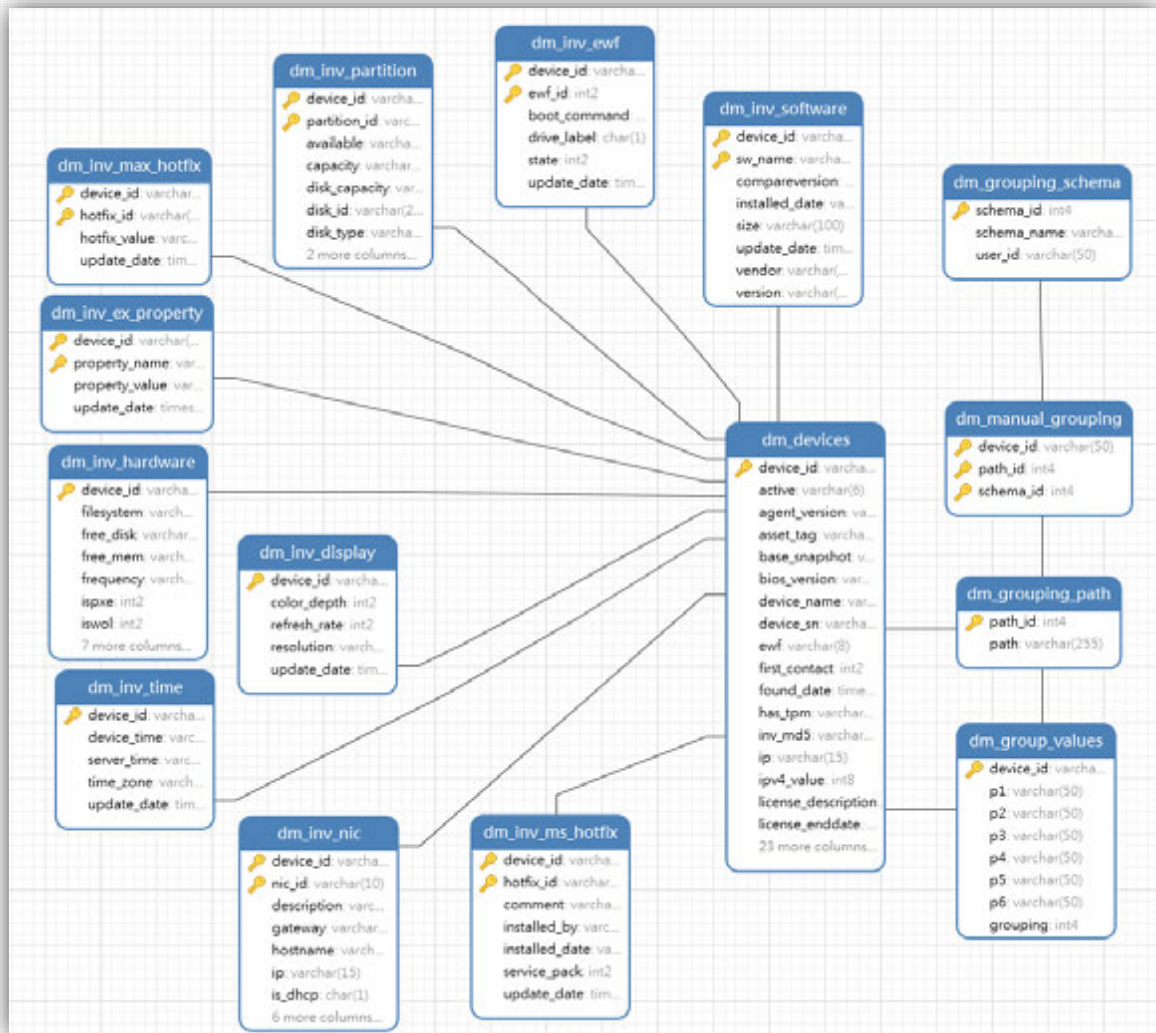 dm_inv_ewf
device_id: varcha...
ewf_id: int2
boot_command ...
drive_label: char(1)
state: int2
update_date: tim...
dm_inv_partition
device_id: varcha...
partition_id: varc...
available: varcha...
capacity: varchar...
disk_capacity: var...
disk_id: varchar(2...
disk_type: varcha...
2 more columns...
dm_inv_software
device_id: varcha...
sw_name: varcha...
compareversion: ...
installed_date: va...
size: varchar(100)
update_date: tim...
vendor: varchar(...
version: varchar(...
dm_inv_max_hotfix
device_id: varchar...
hotfix_id: varchar(...
hotfix_value: varc...
update_date: tim...
dm_grouping_schema
schema_id: int4
schema_name: varcha...
user_id: varchar(50)
dm_inv_ex_property
device_id: varchar(...
property_name: var...
property_value: var...
update_date: times...
dm_manual_grouping
device_id: varchar(50)
path_id: int4
schema_id: int4
dm_devices
device_id: varcha...
active: varchar(6)
agent_version: va...
asset_tag: varcha...
base_snapshot: v...
bios_version: var...
device_name: var...
device_sn: varcha...
ewf: varchar(8)
first_contact: int2
found_date: time...
has_tpm: varchar...
inv_md5: varchar...
ip: varchar(15)
ipv4_value: int8
license_description
license_enddate: ...
23 more columns...
dm_inv_hardware
device_id: varcha...
filesystem: varch...
free_disk: varchar...
free_mem: varch...
frequency: varch...
ispxe: int2
iswol: int2
7 more columns...
dm_inv_display
device_id: varcha...
color_depth: int2
refresh_rate: int2
resolution: varch...
update_date: tim...
dm_grouping_path
path_id: int4
path: varchar(255)
dm_inv_time
device_id: varcha...
device_time: varc...
server_time: varc...
time_zone: varch...
update_date: tim...
dm_group_values
device_id: varcha...
p1: varchar(50)
p2: varchar(50)
p3: varchar(50)
p4: varchar(50)
p5: varchar(50)
p6: varchar(50)
grouping: int4
dm_inv_nic
device_id: varcha...
nic_id: varchar(10)
description: varc...
gateway: varchar...
hostname: varch...
ip: varchar(15)
is_dhcp: char(1)
6 more columns...
dm_inv_ms_hotfix
device_id: varcha...
hotfix_id: varchar...
comment: varcha...
installed_by: varc...
installed_date: va...
service_pack: int2
update_date: tim...